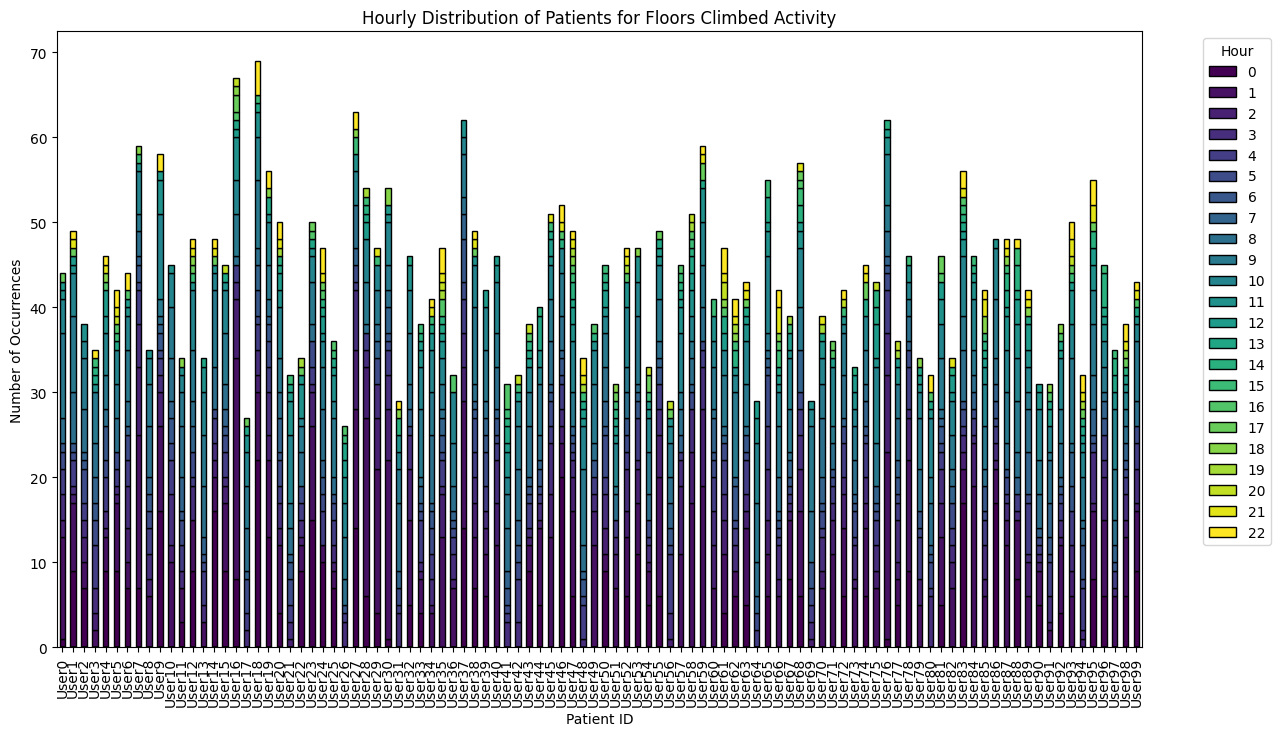 Hourly Distribution of Patients for Floors Climbed Activity
Number of Occurrences
70
60
50
40
30
20
10
0
User0
User1
User2
User3
User4
User5
User6
User7
User8
User9
User10
User11
User12
User13
User14
User15
User16
User17
User18
User19
User20
User21
User22
User23
User24
User25
User26
User27
User28
User29
User30
User31
User32
User33
User34
User35
User36
User37
User38
User39
User40
User41
User42
User43
User44
User45
User46
User47
User48
User49
User50
User51
User52
User53
User54
User55
User56
User57
User58
User59
User60
User61
User62
User63
User64
User65
User66
User67
User68
User69
User70
User71
User72
User73
User74
User75
User76
User77
User78
User79
User80
User81
User82
User83
User84
User85
User86
User87
User88
User89
User90
User91
User92
User93
User94
User95
User96
User97
User98
User99
Patient ID
Hour
0
1
2
3
4
5
6
7
8
9
10
11
12
13
14
15
16
17
18
19
20
21
22